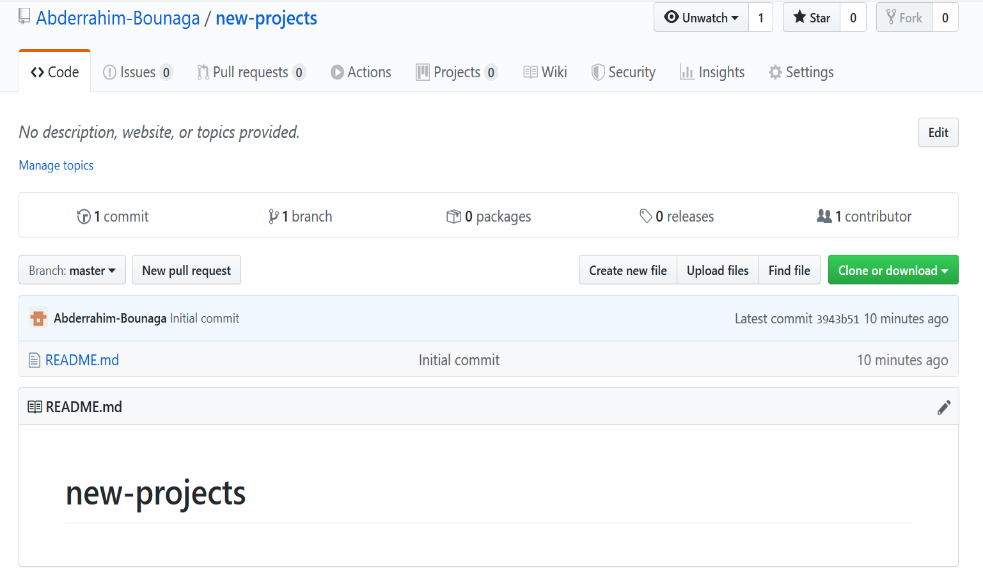 Abderrahim-Bounaga / new-projects Unwatch 1 Star 0 Fork 0
Code Issues 0 Pull requests 0 Actions Projects 0 Wiki Security Insights Settings
No description, website, or topics provided. Edit
Manage topics
1 commit 1 branch 0 packages 0 releases 1 contributor
Branch: master New pull request Create new file Upload files Find file Clone or download
Abderrahim-Bounaga Initial commit Latest commit 3943b51 10 minutes ago
README.md Initial commit 10 minutes ago
README.md
new-projects